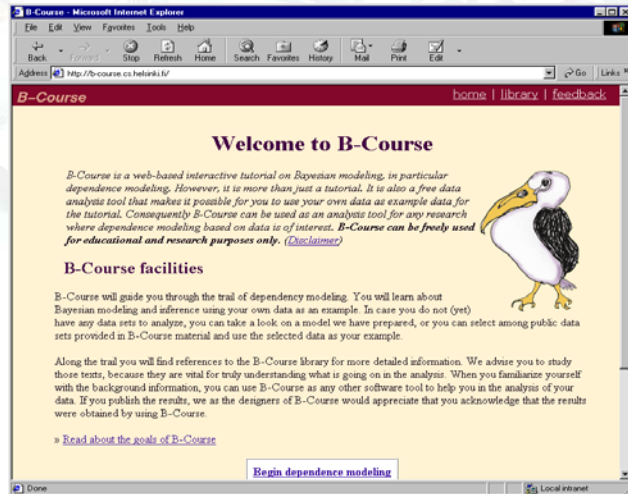 B-Course - Microsoft Internet Explorer
File Edit View Favorites Tools Help
Back Forward Stop Refresh Home Search Favorites History Mail Print Edit
Address http://b-course.cs.helsinki.fi/ Go Links »
B-Course home | library | feedback
Welcome to B-Course
B-Course is a web-based interactive tutorial on Bayesian modeling, in particular
dependence modeling. However, it is more than just a tutorial. It is also a free data
analysis tool that makes it possible for you to use your own data as example data for
the tutorial. Consequently B-Course can be used as an analysis tool for any research
where dependence modeling based on data is of interest. B-Course can be freely used
for educational and research purposes only. (Disclaimer)
B-Course facilities
B-Course will guide you through the trail of dependency modeling. You will learn about
Bayesian modeling and inference using your own data as an example. In case you do not (yet)
have any data sets to analyze, you can take a look on a model we have prepared, or you can select among public data
sets provided in B-Course material and use the selected data as your example.
Along the trail you will find references to the B-Course library for more detailed information. We advise you to study
those texts, because they are vital for truly understanding what is going on in the analysis. When you familiarize yourself
with the background information, you can use B-Course as any other software tool to help you in the analysis of your
data. If you publish the results, we as the designers of B-Course would appreciate that you acknowledge that the results
were obtained by using B-Course.
» Read about the goals of B-Course
Begin dependence modeling
Done Local intranet